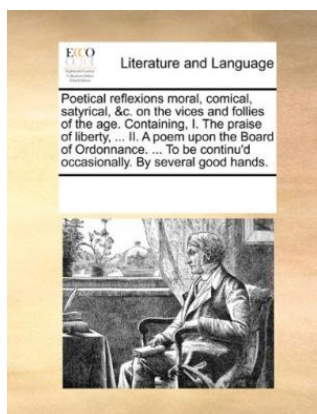 ECCO
Literature and Language
Poetical reflexions moral, comical,
satyrical, &c. on the vices and follies
of the age. Containing, I. The praise
of liberty, ... II. A poem upon the Board
of Ordonnance. ... To be continu'd
occasionally. By several good hands.